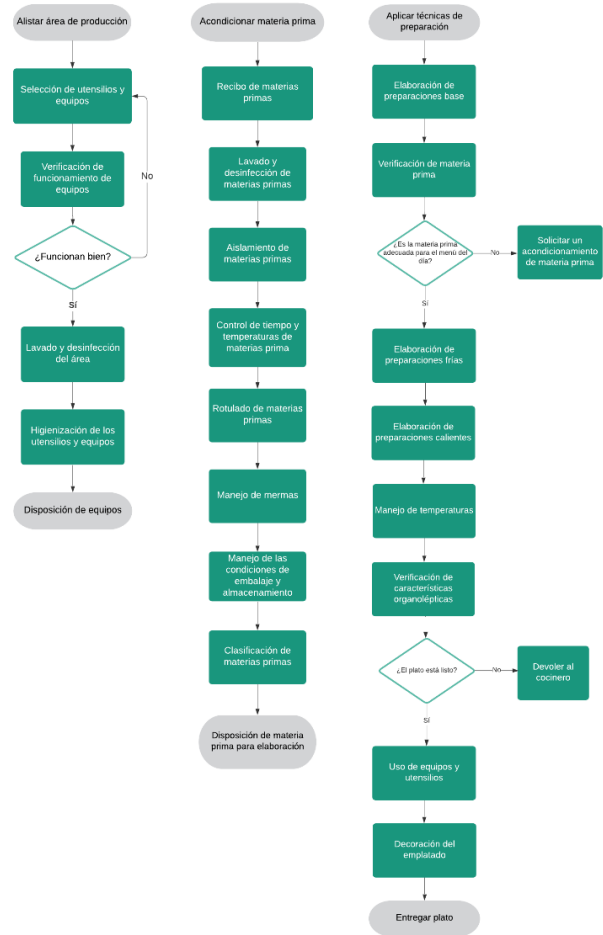 Alistar área de producción
Selección de utensilios y
equipos
Verificación de
funcionamiento de
equipos
No
¿Funcionan bien?
Sí
Lavado y desinfección
del área
Higienización de los
utensilios y equipos
Disposición de equipos
Acondicionar materia prima
Recibo de materias
primas
Lavado y
desinfección de
materias primas
Aislamiento de
materias primas
Control de tiempo y
temperaturas de
materia prima
Rotulado de materias
primas
Manejo de mermas
Manejo de las
condiciones de
embalaje y
almacenamiento
Clasificación de
materias primas
Disposición de materia
prima para elaboración
Aplicar técnicas de
preparación
Elaboración de
preparaciones base
Verificación de materia
prima
¿Es la materia prima
adecuada para el menú del
día?
No
Solicitar un
acondicionamiento
de materia prima
Sí
Elaboración de
preparaciones frías
Elaboración de
preparaciones calientes
Manejo de temperaturas
Verificación de
características
organolépticas
¿El plato está listo?
No
Devoler al
cocinero
Sí
Uso de equipos y
utensilios
Decoración del
emplatado
Entregar plato